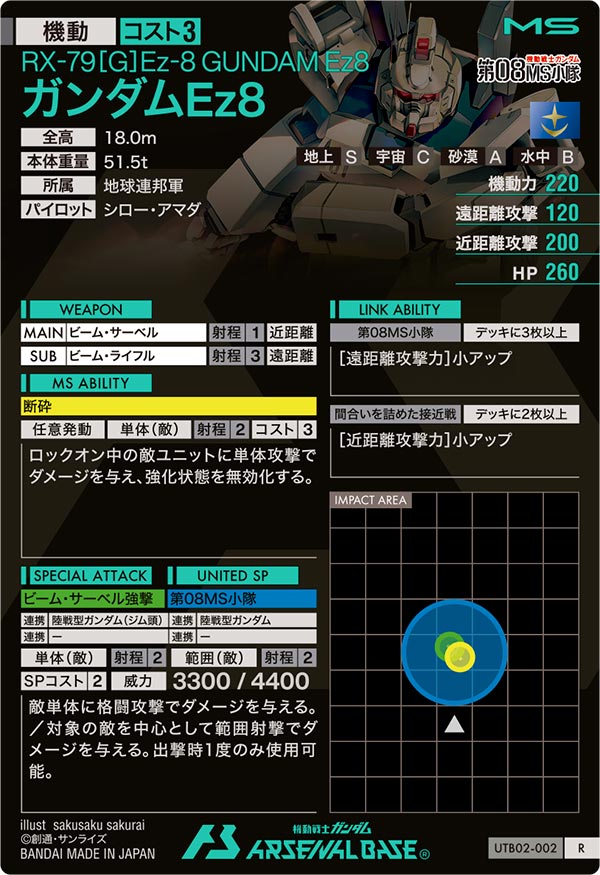 機動 コスト3 MS
RX-79[G]Ez-8 GUNDAM Ez8
ガンダムEz8
機動戦士ガンダム
第08MS小隊
全高 18.0m
本体重量 51.5t
所属 地球連邦軍
パイロット シロー・アマダ
地上 S 宇宙 C 砂漠 A 水中 B
機動力 220
遠距離攻撃 120
近距離攻撃 200
HP 260
WEAPON
MAIN ビーム・サーベル 射程 1 近距離
SUB ビーム・ライフル 射程 3 遠距離
MS ABILITY
断砕
任意発動 単体(敵) 射程 2 コスト 3
ロックオン中の敵ユニットに単体攻撃で
ダメージを与え、強化状態を無効化する。
LINK ABILITY
第08MS小隊 デッキに3枚以上
[遠距離攻撃力]小アップ
間合いを詰めた接近戦 デッキに2枚以上
[近距離攻撃力]小アップ
IMPACT AREA
SPECIAL ATTACK UNITED SP
ビーム・サーベル強撃 第08MS小隊
連携 陸戦型ガンダム(ジム頭) 連携 陸戦型ガンダム
連携 ー 連携 ー
単体(敵) 射程 2 範囲(敵) 射程 2
SPコスト 2 威力 3300 / 4400
敵単体に格闘攻撃でダメージを与える。
／対象の敵を中心として範囲射撃でダ
メージを与える。出撃時1度のみ使用可
能。
illust sakusaku sakurai
©創通・サンライズ
BANDAI MADE IN JAPAN
機動戦士ガンダム
ARSENAL BASE ®
UTB02-002 R